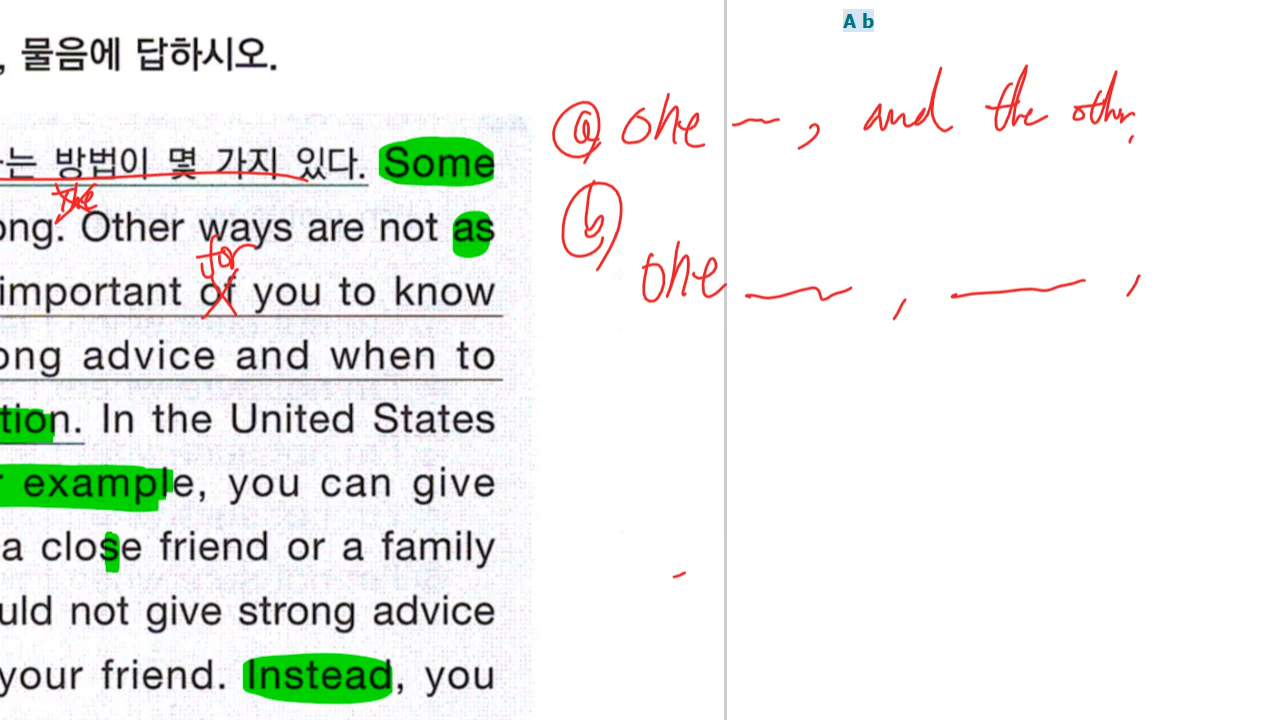 A b
, 물음에 답하시오.
ⓐ one ~, and the other.
는 방법이 몇 가지 있다. Some
the
ong. Other ways are not as
for
ⓑ
important of you to know
one , ,
ong advice and when to
tion. In the United States
r example, you can give
a close friend or a family
uld not give strong advice
your friend. Instead, you